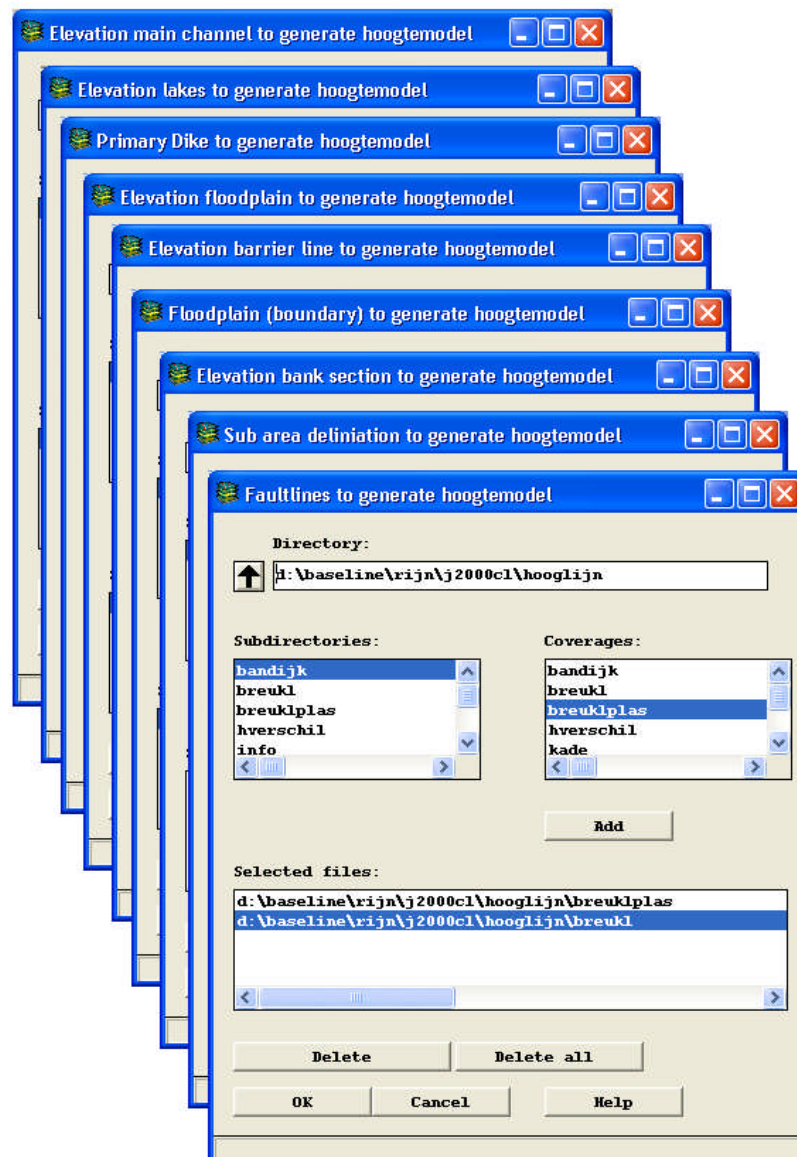 Elevation main channel to generate hoogtemodel
Elevation lakes to generate hoogtemodel
Primary Dike to generate hoogtemodel
Elevation floodplain to generate hoogtemodel
Elevation barrier line to generate hoogtemodel
Floodplain (boundary) to generate hoogtemodel
Elevation bank section to generate hoogtemodel
Sub area deliniation to generate hoogtemodel
Faultlines to generate hoogtemodel
Directory:
d:\baseline\rijn\j2000cl\hooglijn
Subdirectories: Coverages:
bandijk bandijk
breukl breukl
breuklplas breuklplas
hverschil hverschil
info kade
Add
Selected files:
d:\baseline\rijn\j2000cl\hooglijn\breuklplas
d:\baseline\rijn\j2000cl\hooglijn\breukl
Delete Delete all
OK Cancel Help